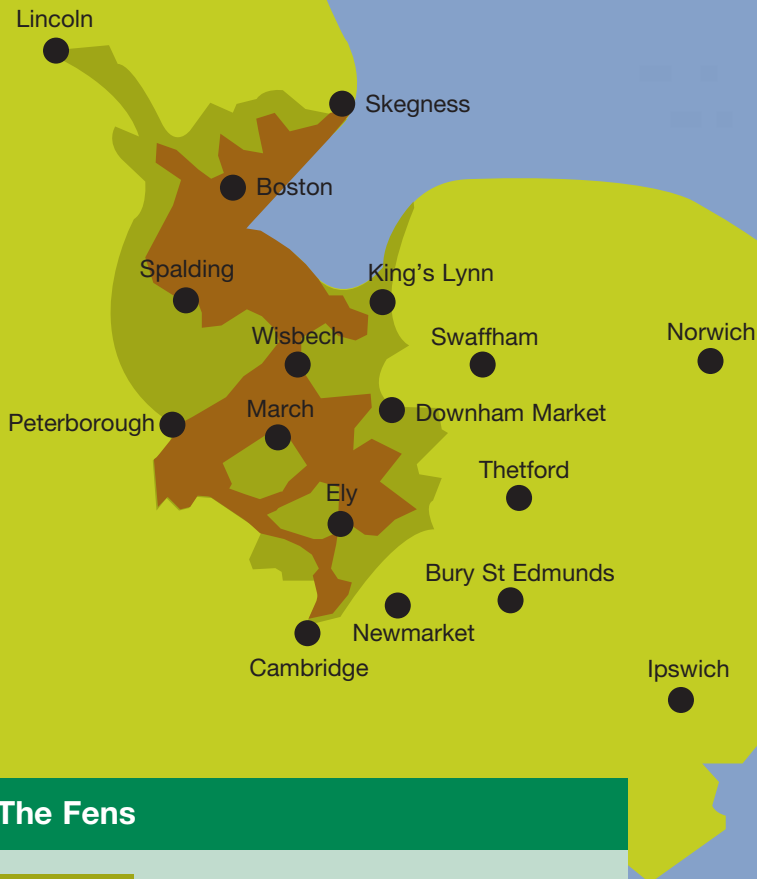 Lincoln
Skegness
Boston
Spalding
King's Lynn
Wisbech
Swaffham
Norwich
Peterborough
March
Downham Market
Thetford
Ely
Bury St Edmunds
Newmarket
Cambridge
Ipswich
The Fens